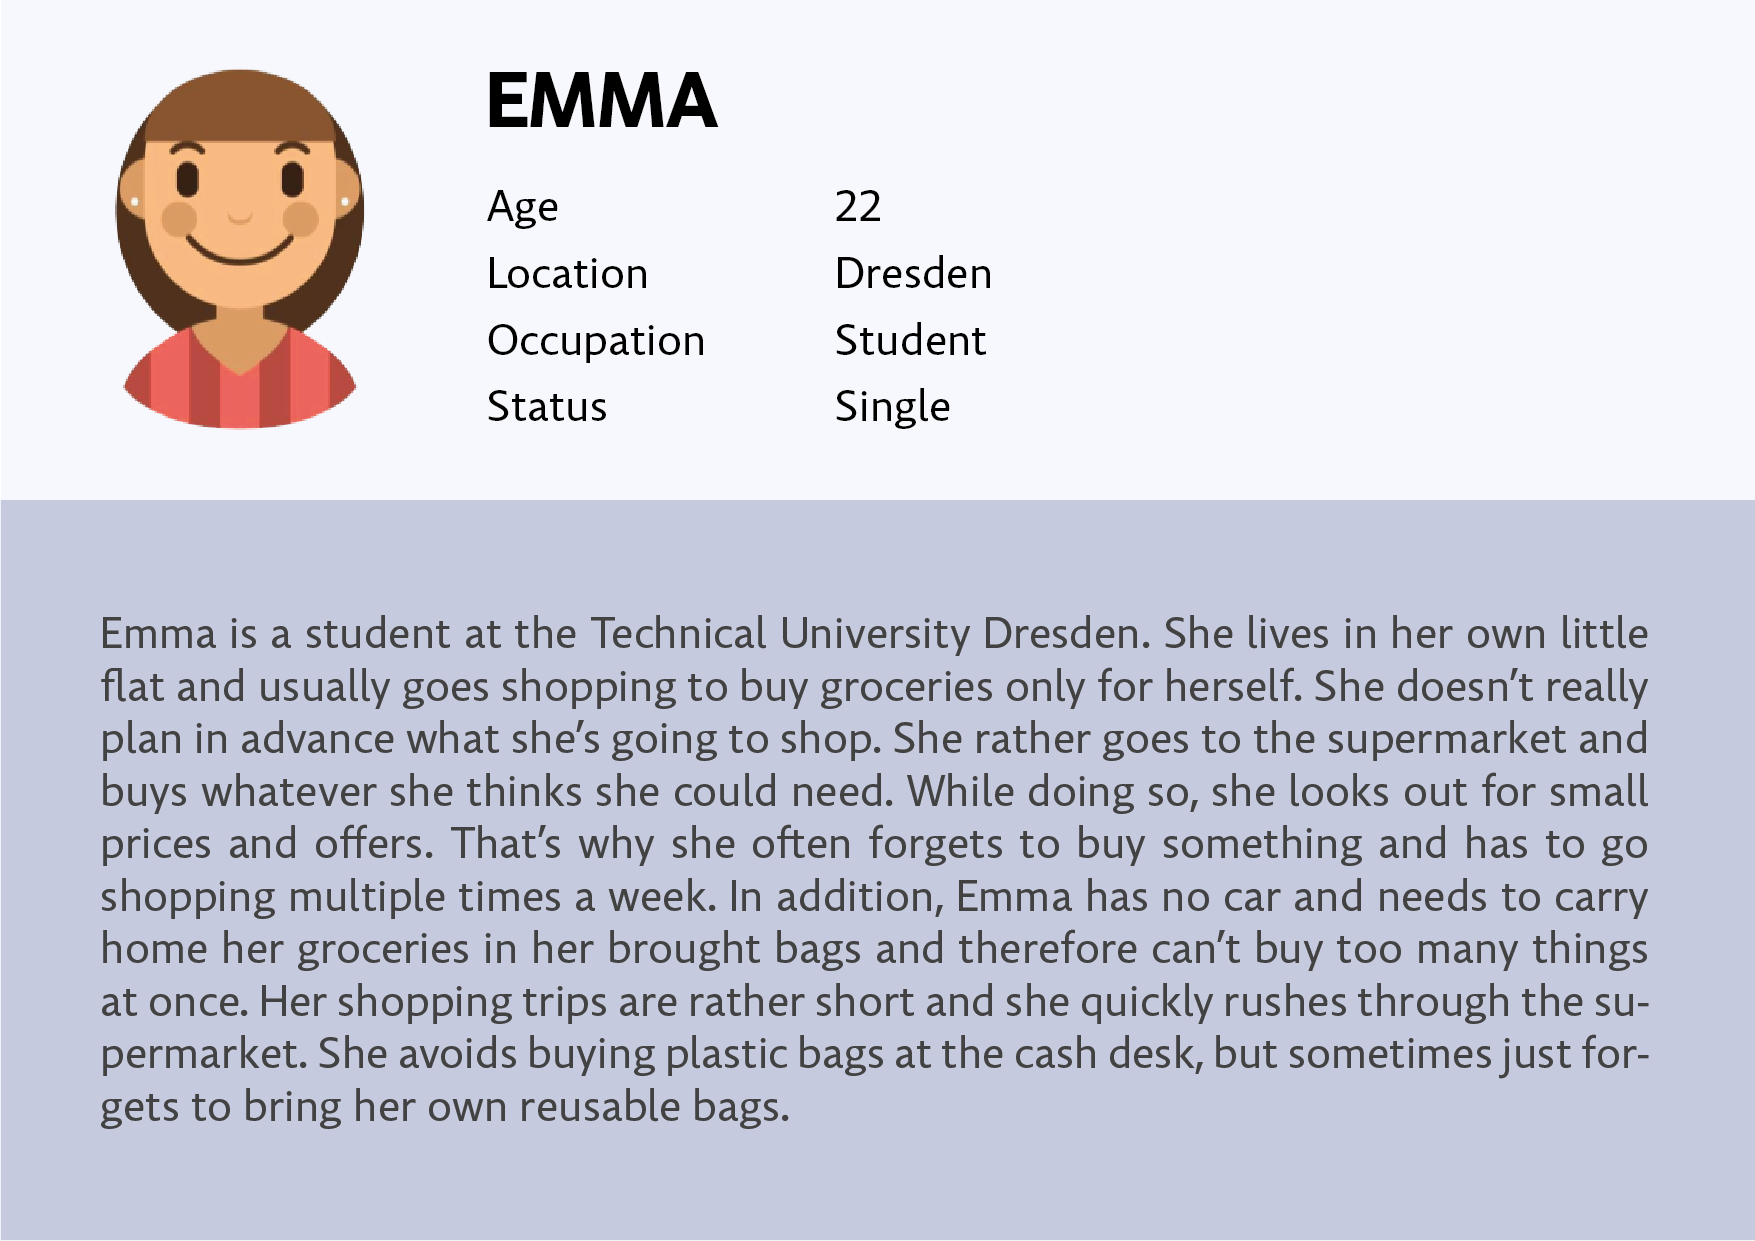 EMMA
Age 22
Location Dresden
Occupation Student
Status Single
Emma is a student at the Technical University Dresden. She lives in her own little
flat and usually goes shopping to buy groceries only for herself. She doesn’t really
plan in advance what she’s going to shop. She rather goes to the supermarket and
buys whatever she thinks she could need. While doing so, she looks out for small
prices and offers. That’s why she often forgets to buy something and has to go
shopping multiple times a week. In addition, Emma has no car and needs to carry
home her groceries in her brought bags and therefore can’t buy too many things
at once. Her shopping trips are rather short and she quickly rushes through the su-
permarket. She avoids buying plastic bags at the cash desk, but sometimes just for-
gets to bring her own reusable bags.